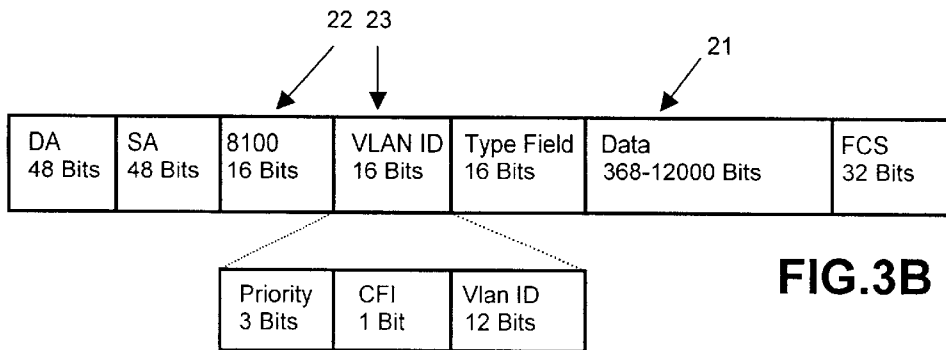 22 23
21
DA
48 Bits
SA
48 Bits
8100
16 Bits
VLAN ID
16 Bits
Type Field
16 Bits
Data
368-12000 Bits
FCS
32 Bits
Priority
3 Bits
CFI
1 Bit
Vlan ID
12 Bits
FIG.3B